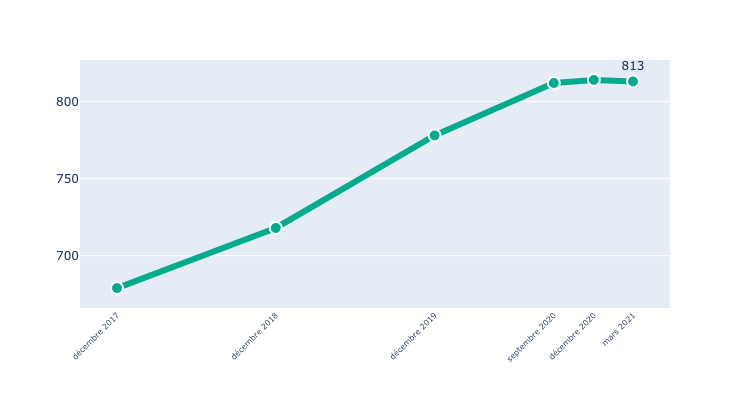 813
800
750
700
décembre 2017
décembre 2018
décembre 2019
septembre 2020
décembre 2020
mars 2021